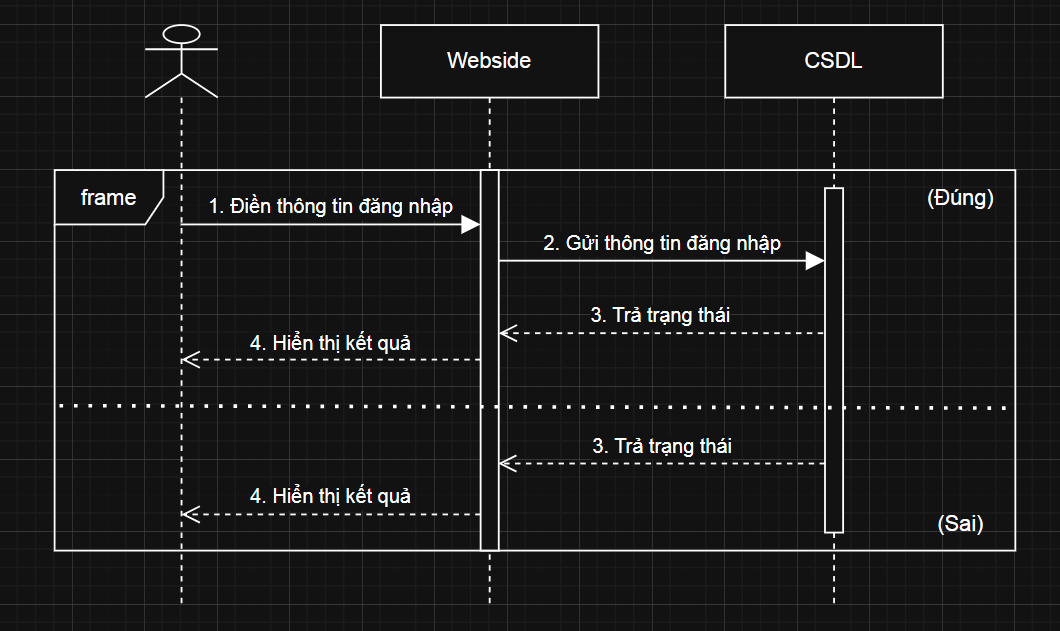 Webside
CSDL
frame
(Đúng)
1. Điền thông tin đăng nhập
2. Gửi thông tin đăng nhập
3. Trả trạng thái
4. Hiển thị kết quả
3. Trả trạng thái
4. Hiển thị kết quả
(Sai)